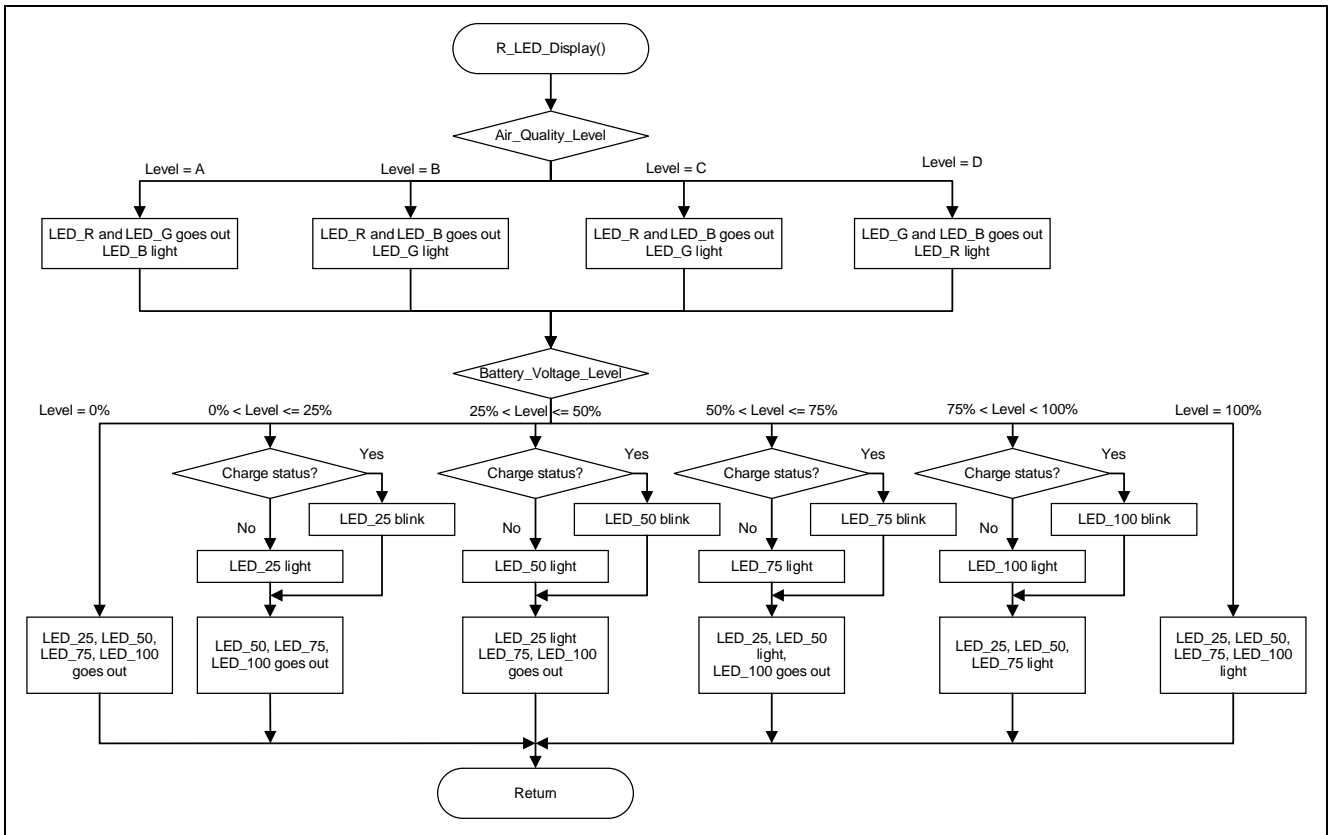 R_LED_Display()
Air_Quality_Level
Level = A
Level = B
Level = C
Level = D
LED_R and LED_G goes out
LED_B light
LED_R and LED_B goes out
LED_G light
LED_R and LED_B goes out
LED_G light
LED_G and LED_B goes out
LED_R light
Battery_Voltage_Level
Level = 0%
0% < Level <= 25%
25% < Level <= 50%
50% < Level <= 75%
75% < Level < 100%
Level = 100%
Charge status?
Yes
Charge status?
Yes
Charge status?
Yes
Charge status?
Yes
LED_25 blink
LED_50 blink
LED_75 blink
LED_100 blink
No
No
No
No
LED_25 light
LED_50 light
LED_75 light
LED_100 light
LED_25, LED_50,
LED_75, LED_100
goes out
LED_50, LED_75,
LED_100 goes out
LED_25 light
LED_75, LED_100
goes out
LED_25, LED_50
light,
LED_100 goes out
LED_25, LED_50,
LED_75 light
LED_25, LED_50,
LED_75, LED_100
light
Return